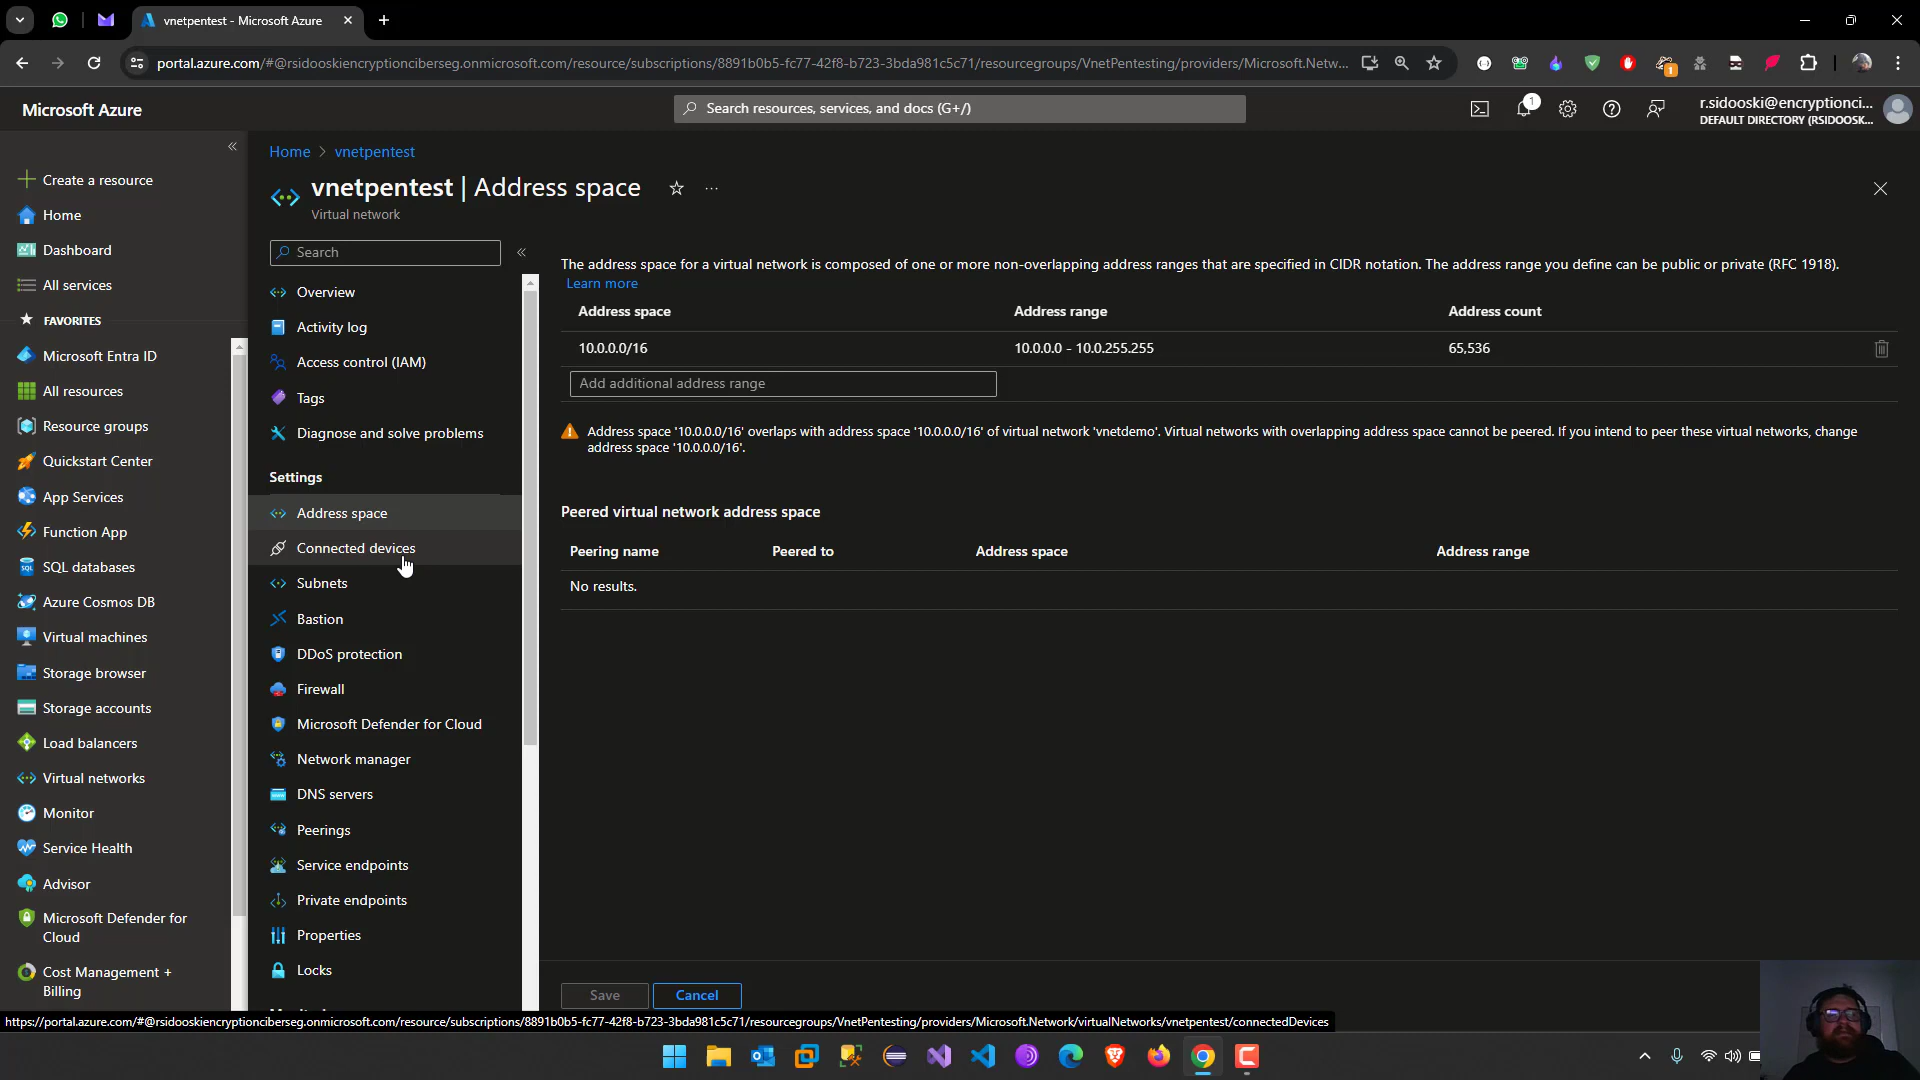 vnetpentest - Microsoft Azure
portal.azure.com/#@rsidooskiencryptionciberseg.onmicrosoft.com/resource/subscriptions/8891b0b5-fc77-42f8-b723-3bda981c5c71/resourcegroups/VnetPentesting/providers/Microsoft.Netw...
1
Microsoft Azure
Search resources, services, and docs (G+/)
1
r.sidooski@encryptionci...
DEFAULT DIRECTORY (RSIDOOSK...
Create a resource
Home
Dashboard
All services
FAVORITES
Microsoft Entra ID
All resources
Resource groups
Quickstart Center
App Services
Function App
SQL databases
Azure Cosmos DB
Virtual machines
Storage browser
Storage accounts
Load balancers
Virtual networks
Monitor
Service Health
Advisor
Microsoft Defender for
Cloud
Cost Management +
Billing
Home > vnetpentest
vnetpentest | Address space
Virtual network
Search
Overview
Activity log
Access control (IAM)
Tags
Diagnose and solve problems
Settings
Address space
Connected devices
Subnets
Bastion
DDoS protection
Firewall
Microsoft Defender for Cloud
Network manager
DNS servers
Peerings
Service endpoints
Private endpoints
Properties
Locks
The address space for a virtual network is composed of one or more non-overlapping address ranges that are specified in CIDR notation. The address range you define can be public or private (RFC 1918).
Learn more
Address space Address range Address count
10.0.0.0/16 10.0.0.0 - 10.0.255.255 65,536
Add additional address range
Address space '10.0.0.0/16' overlaps with address space '10.0.0.0/16' of virtual network 'vnetdemo'. Virtual networks with overlapping address space cannot be peered. If you intend to peer these virtual networks, change
address space '10.0.0.0/16'.
Peered virtual network address space
Peering name Peered to Address space Address range
No results.
Save Cancel
https://portal.azure.com/#@rsidooskiencryptionciberseg.onmicrosoft.com/resource/subscriptions/8891b0b5-fc77-42f8-b723-3bda981c5c71/resourcegroups/VnetPentesting/providers/Microsoft.Network/virtualNetworks/vnetpentest/connectedDevices